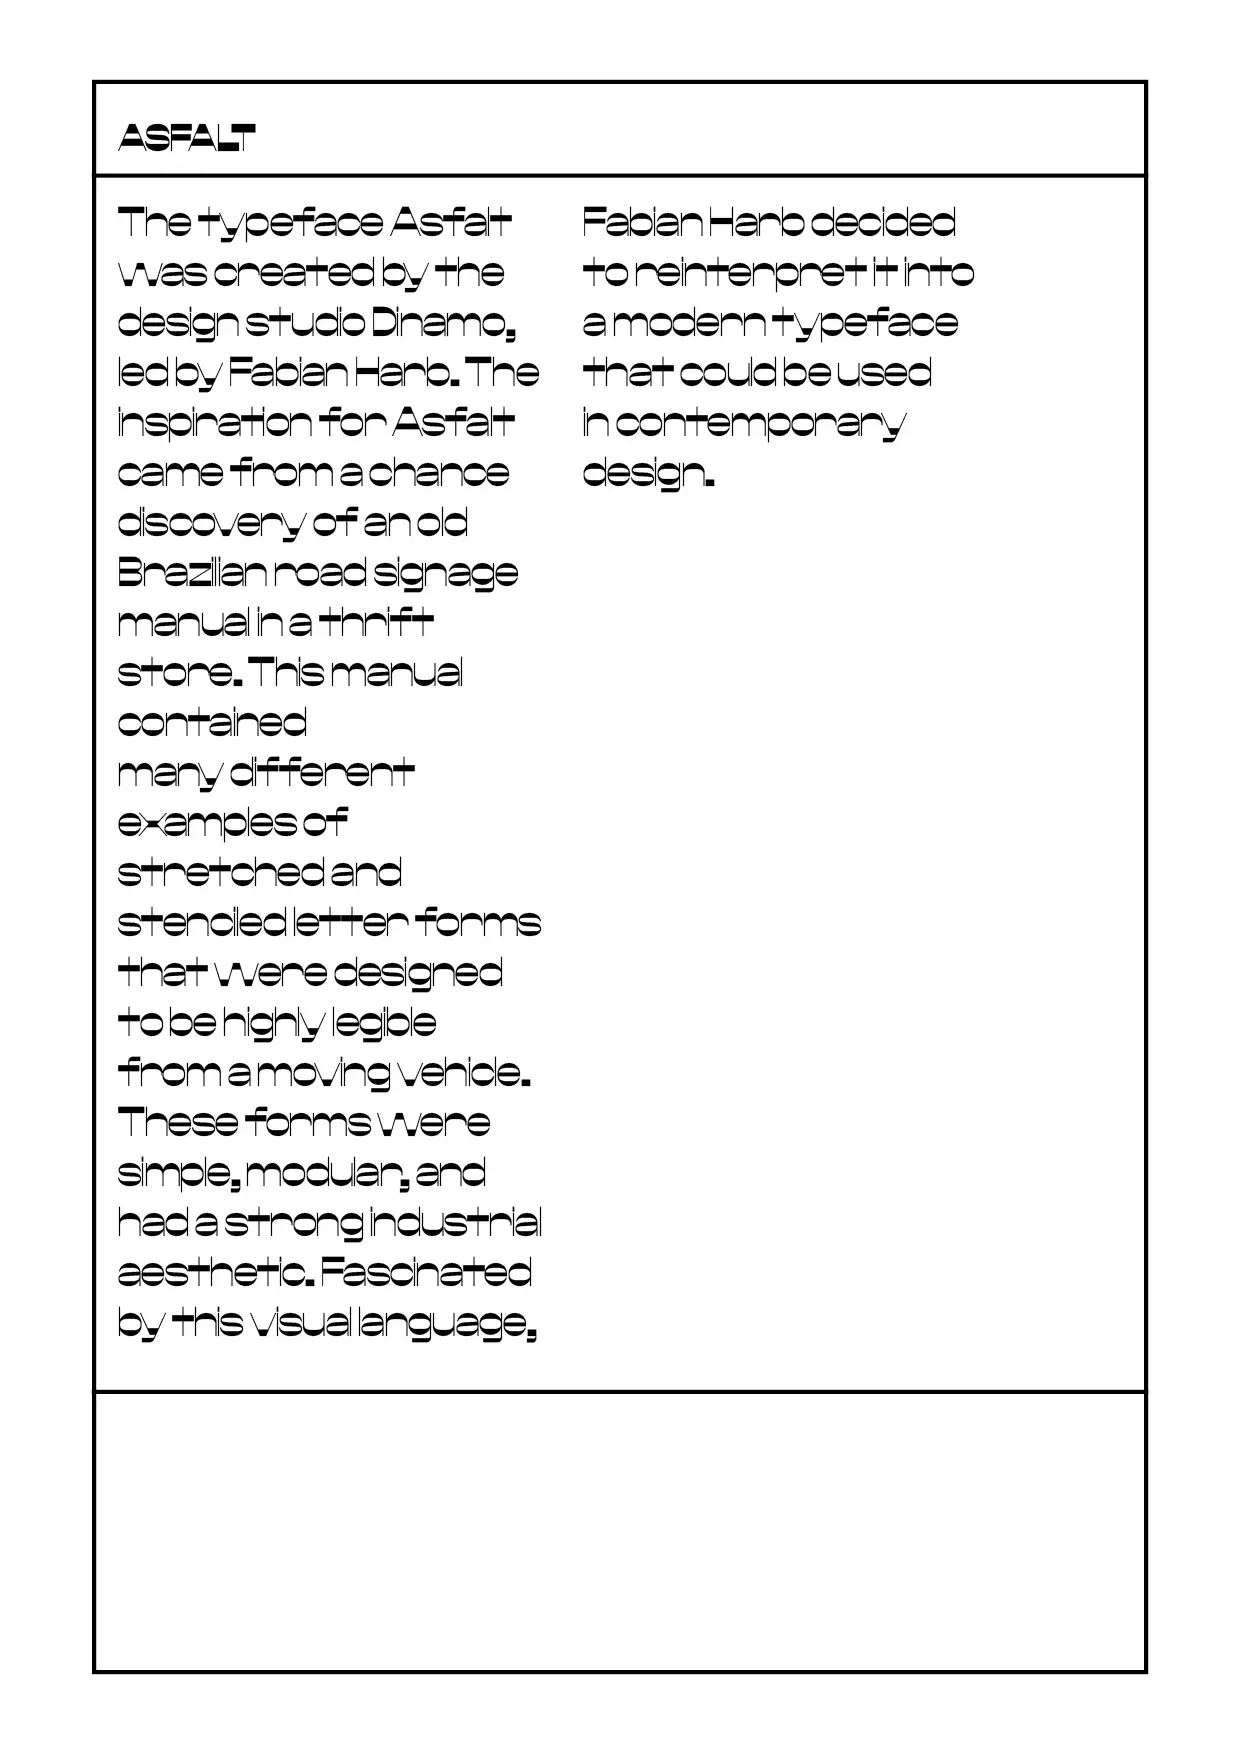 ASFALT
The typeface Asfalt
was created by the
design studio Dinamo,
led by Fabian Harb. The
inspiration for Asfalt
came from a chance
discovery of an old
Brazilian road signage
manual in a thrift
store. This manual
contained
many different
examples of
stretched and
stenciled letter forms
that were designed
to be highly legible
from a moving vehicle.
These forms were
simple, modular, and
had a strong industrial
aesthetic. Fascinated
by this visual language,
Fabian Harb decided
to reinterpret it into
a modern typeface
that could be used
in contemporary
design.